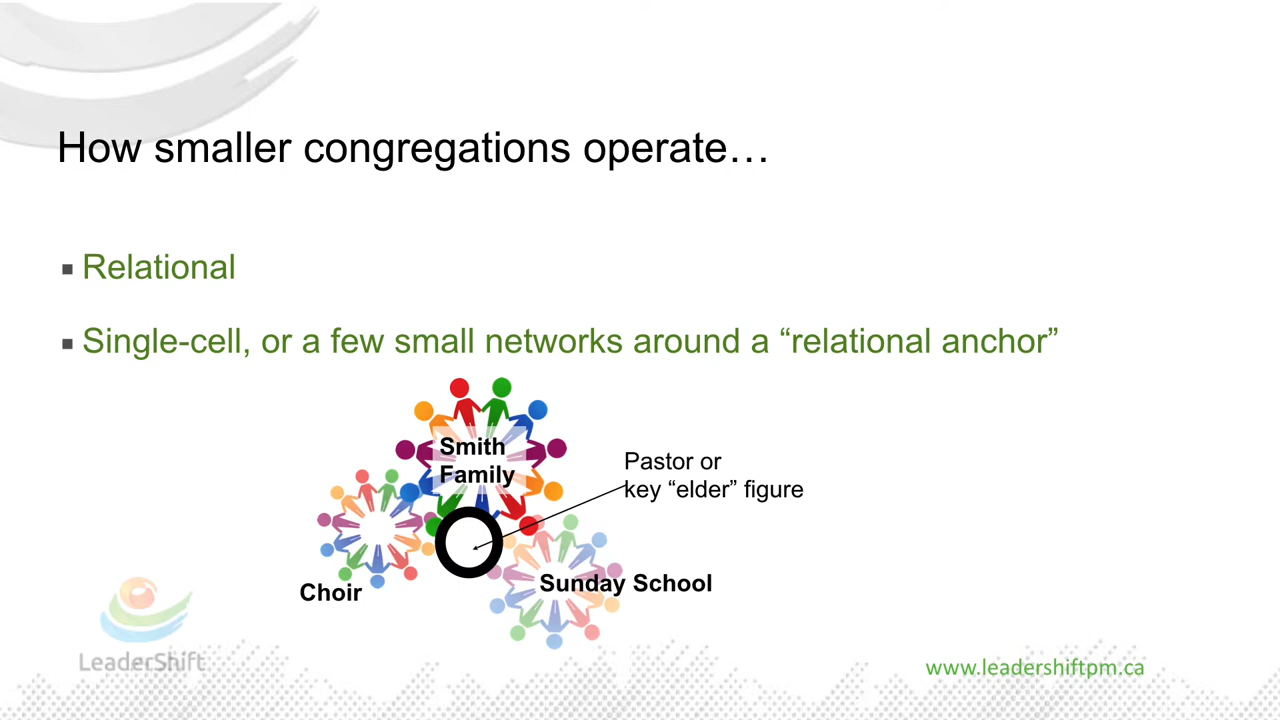 How smaller congregations operate…
Relational
Single-cell, or a few small networks around a “relational anchor”
Smith
Family
Pastor or
key “elder” figure
Choir
Sunday School
LeaderShift
www.leadershiftpm.ca